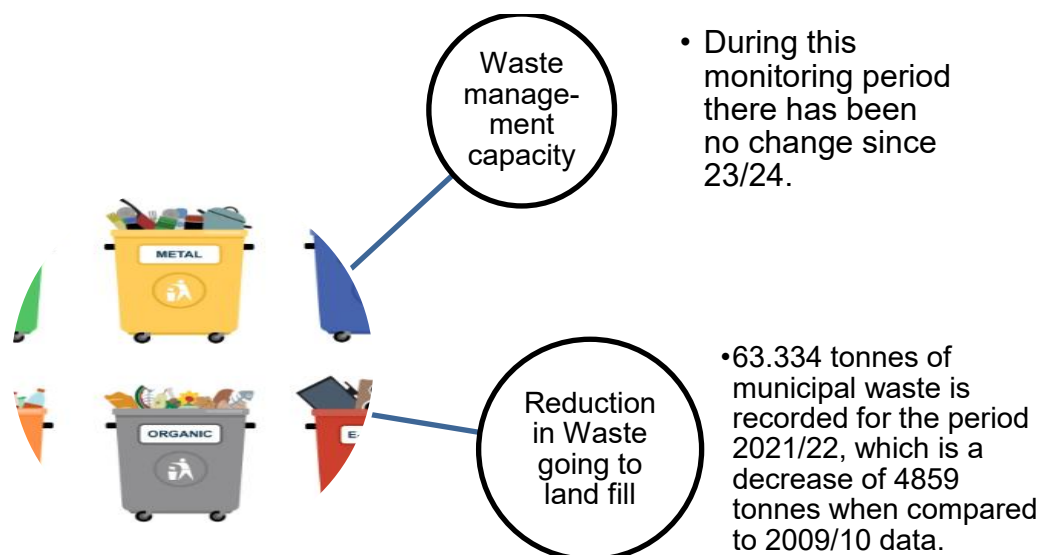 Waste
manage-
ment
capacity
• During this
monitoring period
there has been
no change since
23/24.
METAL
ORGANIC
E-
Reduction
in Waste
going to
land fill
•63.334 tonnes of
municipal waste is
recorded for the period
2021/22, which is a
decrease of 4859
tonnes when compared
to 2009/10 data.